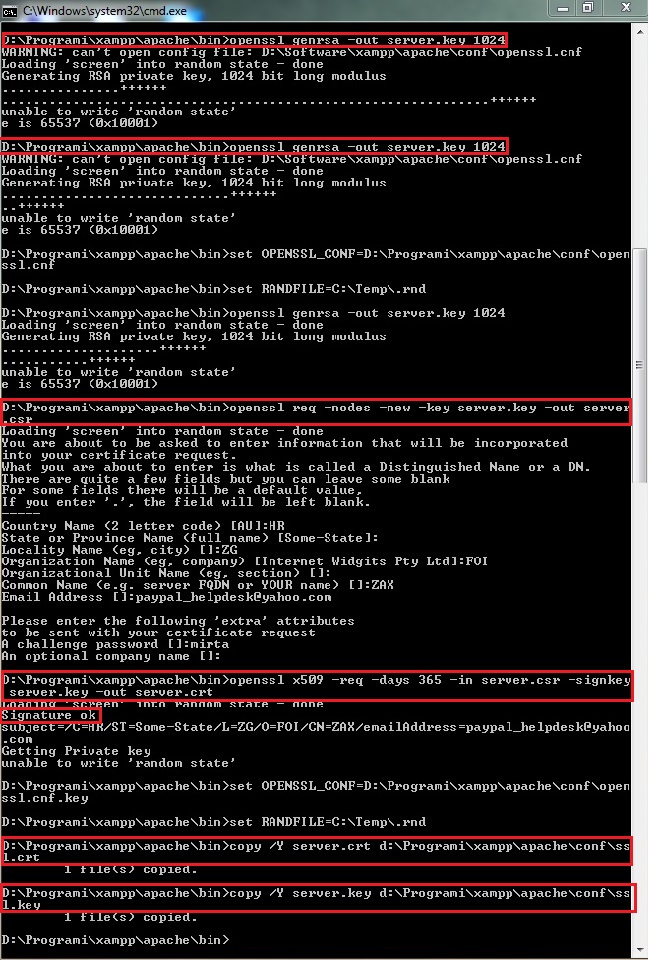 C:\Windows\system32\cmd.exe
D:\Programi\xampp\apache\bin>openssl genrsa -out server.key 1024
WARNING: can't open config file: D:\Software\xampp\apache\conf\openssl.cnf
Loading 'screen' into random state - done
Generating RSA private key, 1024 bit long modulus
...............++++++
...............................................................++++++
unable to write 'random state'
e is 65537 (0x10001)
D:\Programi\xampp\apache\bin>openssl genrsa -out server.key 1024
WARNING: can't open config file: D:\Software\xampp\apache\conf\openssl.cnf
Loading 'screen' into random state - done
Generating RSA private key, 1024 bit long modulus
.............................++++++
..++++++
unable to write 'random state'
e is 65537 (0x10001)
D:\Programi\xampp\apache\bin>set OPENSSL_CONF=D:\Programi\xampp\apache\conf\open
ssl.cnf
D:\Programi\xampp\apache\bin>set RANDFILE=C:\Temp\.rnd
D:\Programi\xampp\apache\bin>openssl genrsa -out server.key 1024
Loading 'screen' into random state - done
Generating RSA private key, 1024 bit long modulus
....................++++++
...........++++++
unable to write 'random state'
e is 65537 (0x10001)
D:\Programi\xampp\apache\bin>openssl req -nodes -new -key server.key -out server
.csr
Loading 'screen' into random state - done
You are about to be asked to enter information that will be incorporated
into your certificate request.
What you are about to enter is what is called a Distinguished Name or a DN.
There are quite a few fields but you can leave some blank
For some fields there will be a default value,
If you enter '.', the field will be left blank.
-----
Country Name (2 letter code) [AU]:HR
State or Province Name (full name) [Some-State]:
Locality Name (eg, city) []:ZG
Organization Name (eg, company) [Internet Widgits Pty Ltd]:FOI
Organizational Unit Name (eg, section) []:
Common Name (e.g. server FQDN or YOUR name) []:ZAX
Email Address []:paypal_helpdesk@yahoo.com
Please enter the following 'extra' attributes
to be sent with your certificate request
A challenge password []:mirta
An optional company name []:
D:\Programi\xampp\apache\bin>openssl x509 -req -days 365 -in server.csr -signkey
server.key -out server.crt
Loading 'screen' into random state - done
Signature ok
subject=/C=HR/ST=Some-State/L=ZG/O=FOI/CN=ZAX/emailAddress=paypal_helpdesk@yahoo
.com
Getting Private key
unable to write 'random state'
D:\Programi\xampp\apache\bin>set OPENSSL_CONF=D:\Programi\xampp\apache\conf\open
ssl.cnf.key
D:\Programi\xampp\apache\bin>set RANDFILE=C:\Temp\.rnd
D:\Programi\xampp\apache\bin>copy /Y server.crt d:\Programi\xampp\apache\conf\ss
l.crt
1 file(s) copied.
D:\Programi\xampp\apache\bin>copy /Y server.key d:\Programi\xampp\apache\conf\ss
l.key
1 file(s) copied.
D:\Programi\xampp\apache\bin>